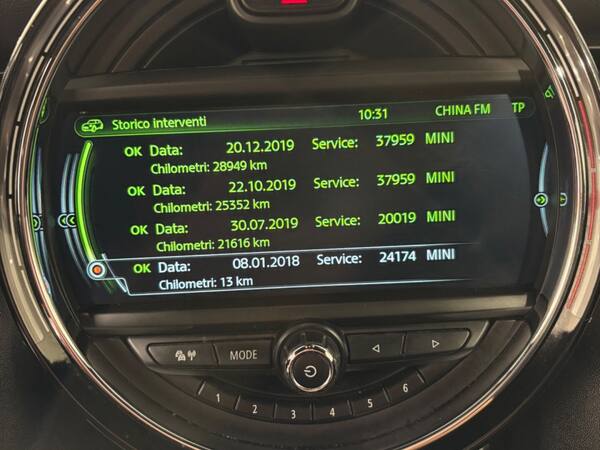 Storico interventi 10:31 CHINA FM TP
OK Data: 20.12.2019 Service: 37959 MINI
Chilometri: 28949 km
OK Data: 22.10.2019 Service: 37959 MINI
Chilometri: 25352 km
OK Data: 30.07.2019 Service: 20019 MINI
Chilometri: 21616 km
OK Data: 08.01.2018 Service: 24174 MINI
Chilometri: 13 km
MODE
1 2 3 4 5 6